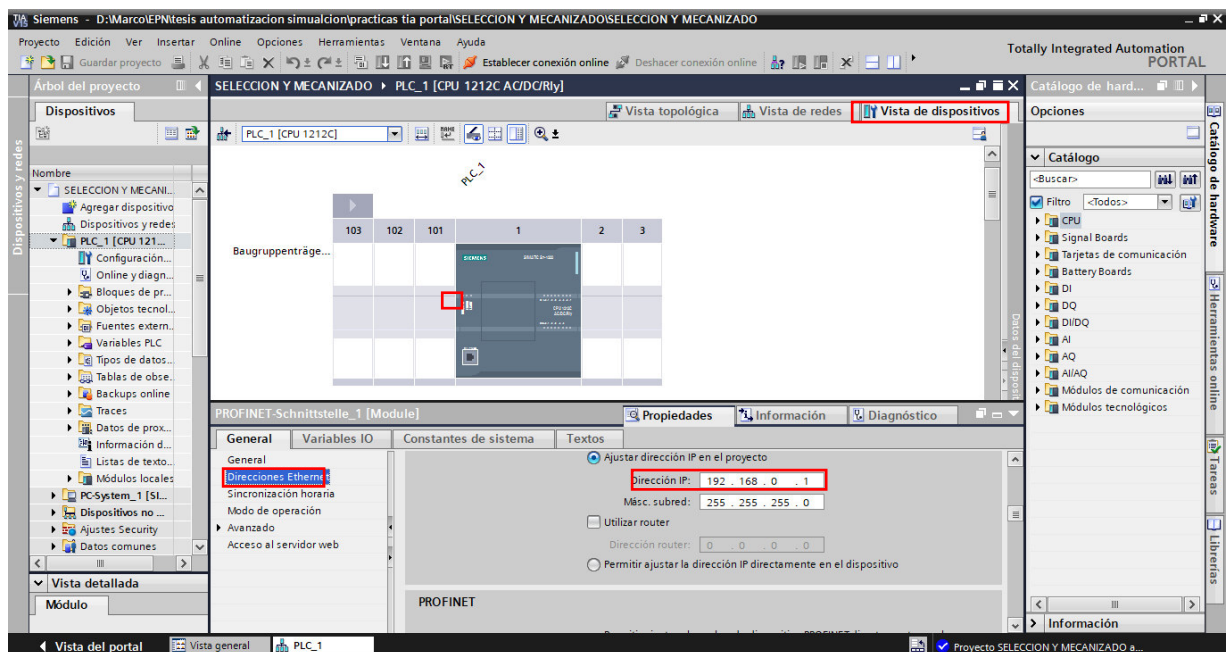 Siemens - D:\Marco\EPN\tesis automatizacion simualcion\practicas tia portal\SELECCION Y MECANIZADO\SELECCION Y MECANIZADO
Proyecto Edición Ver Insertar Online Opciones Herramientas Ventana Ayuda
Totally Integrated Automation
PORTAL
Guardar proyecto
Establecer conexión online
Deshacer conexión online
Árbol del proyecto
Dispositivos
Dispositivos y redes
Nombre
SELECCION Y MECANI...
Agregar dispositivo
Dispositivos y redes
PLC_1 [CPU 121...
Configuración...
Online y diagn...
Bloques de pr...
Objetos tecnol...
Fuentes extern..
Variables PLC
Tipos de datos...
Tablas de obse..
Backups online
Traces
Datos de prox...
Información d...
Listas de texto...
Módulos locales
PC-System_1 [SI...
Dispositivos no ...
Ajustes Security
Datos comunes
Vista detallada
Módulo
SELECCION Y MECANIZADO PLC_1 [CPU 1212C AC/DC/Rly]
Vista topológica
Vista de redes
Vista de dispositivos
PLC_1 [CPU 1212C]
PLC_1
103 102 101 1 2 3
Baugruppenträge...
SIEMENS
Datos del disposit
PROFINET-Schnittstelle_1 [Module]
Propiedades
Información
Diagnóstico
General
Variables IO
Constantes de sistema
Textos
General
Direcciones Ethernet
Sincronización horaria
Modo de operación
Avanzado
Acceso al servidor web
Ajustar dirección IP en el proyecto
Dirección IP: 192 . 168 . 0 . 1
Másc. subred: 255 . 255 . 255 . 0
Utilizar router
Dirección router: 0 . 0 . 0 . 0
Permitir ajustar la dirección IP directamente en el dispositivo
PROFINET
Catálogo de hard...
Opciones
Catálogo
<Buscar>
Filtro <Todos>
CPU
Signal Boards
Tarjetas de comunicación
Battery Boards
DI
DQ
DI/DQ
AI
AQ
AI/AQ
Módulos de comunicación
Módulos tecnológicos
Información
Catálogo de hardware
Herramientas online
Tareas
Librerías
Vista del portal
Vista general
PLC_1
Proyecto SELECCION Y MECANIZADO a...